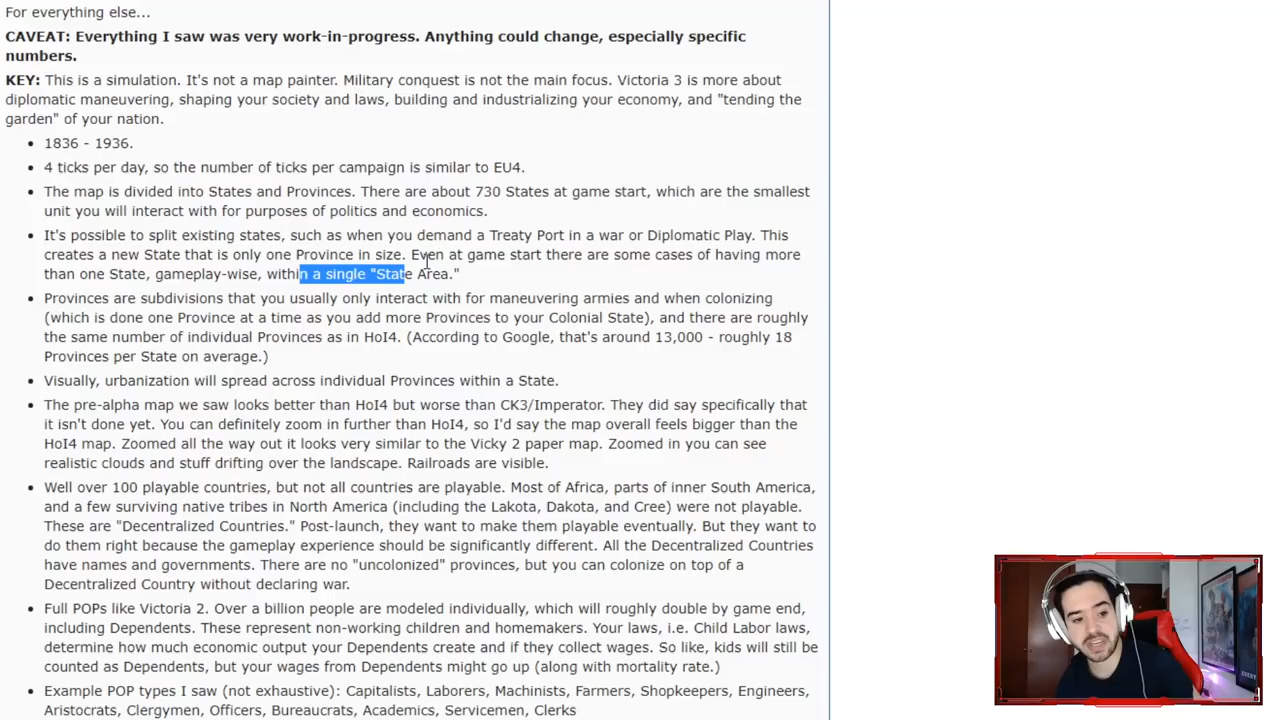 For everything else...
CAVEAT: Everything I saw was very work-in-progress. Anything could change, especially specific
numbers.
KEY: This is a simulation. It's not a map painter. Military conquest is not the main focus. Victoria 3 is more about
diplomatic maneuvering, shaping your society and laws, building and industrializing your economy, and "tending the
garden" of your nation.
• 1836 - 1936.
• 4 ticks per day, so the number of ticks per campaign is similar to EU4.
• The map is divided into States and Provinces. There are about 730 States at game start, which are the smallest
unit you will interact with for purposes of politics and economics.
• It's possible to split existing states, such as when you demand a Treaty Port in a war or Diplomatic Play. This
creates a new State that is only one Province in size. Even at game start there are some cases of having more
than one State, gameplay-wise, within a single "State Area."
• Provinces are subdivisions that you usually only interact with for maneuvering armies and when colonizing
(which is done one Province at a time as you add more Provinces to your Colonial State), and there are roughly
the same number of individual Provinces as in HoI4. (According to Google, that's around 13,000 - roughly 18
Provinces per State on average.)
• Visually, urbanization will spread across individual Provinces within a State.
• The pre-alpha map we saw looks better than HoI4 but worse than CK3/Imperator. They did say specifically that
it isn't done yet. You can definitely zoom in further than HoI4, so I'd say the map overall feels bigger than the
HoI4 map. Zoomed all the way out it looks very similar to the Vicky 2 paper map. Zoomed in you can see
realistic clouds and stuff drifting over the landscape. Railroads are visible.
• Well over 100 playable countries, but not all countries are playable. Most of Africa, parts of inner South America,
and a few surviving native tribes in North America (including the Lakota, Dakota, and Cree) were not playable.
These are "Decentralized Countries." Post-launch, they want to make them playable eventually. But they want to
do them right because the gameplay experience should be significantly different. All the Decentralized Countries
have names and governments. There are no "uncolonized" provinces, but you can colonize on top of a
Decentralized Country without declaring war.
• Full POPs like Victoria 2. Over a billion people are modeled individually, which will roughly double by game end,
including Dependents. These represent non-working children and homemakers. Your laws, i.e. Child Labor laws,
determine how much economic output your Dependents create and if they collect wages. So like, kids will still be
counted as Dependents, but your wages from Dependents might go up (along with mortality rate.)
• Example POP types I saw (not exhaustive): Capitalists, Laborers, Machinists, Farmers, Shopkeepers, Engineers,
Aristocrats, Clergymen, Officers, Bureaucrats, Academics, Servicemen, Clerks